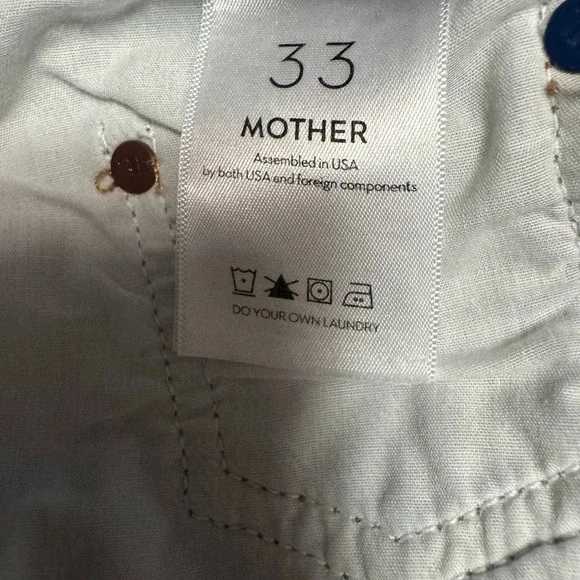 33
MOTHER
Assembled in USA
by both USA and foreign components
DO YOUR OWN LAUNDRY